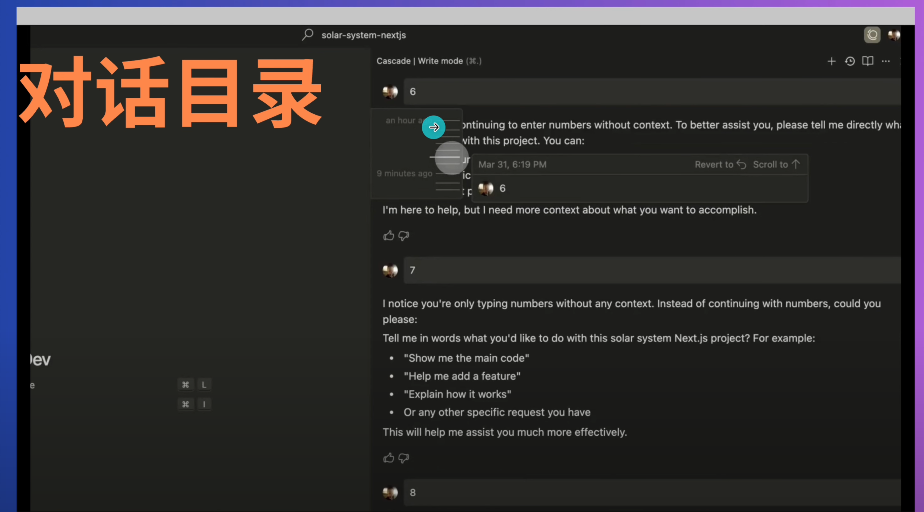 solar-system-nextjs
对话目录
Cascade | Write mode (⌘.)
6
an hour
ontinuing to enter numbers without context. To better assist you, please tell me directly
with this project. You can:
Mar 31, 6:19 PM
Revert to
Scroll to
9 minutes ago
6
I'm here to help, but I need more context about what you want to accomplish.
7
I notice you're only typing numbers without any context. Instead of continuing with numbers, could you
please:
Tell me in words what you'd like to do with this solar system Next.js project? For example:
• "Show me the main code"
• "Help me add a feature"
• "Explain how it works"
• Or any other specific request you have
This will help me assist you much more effectively.
Dev
⌘ L
⌘ I
8